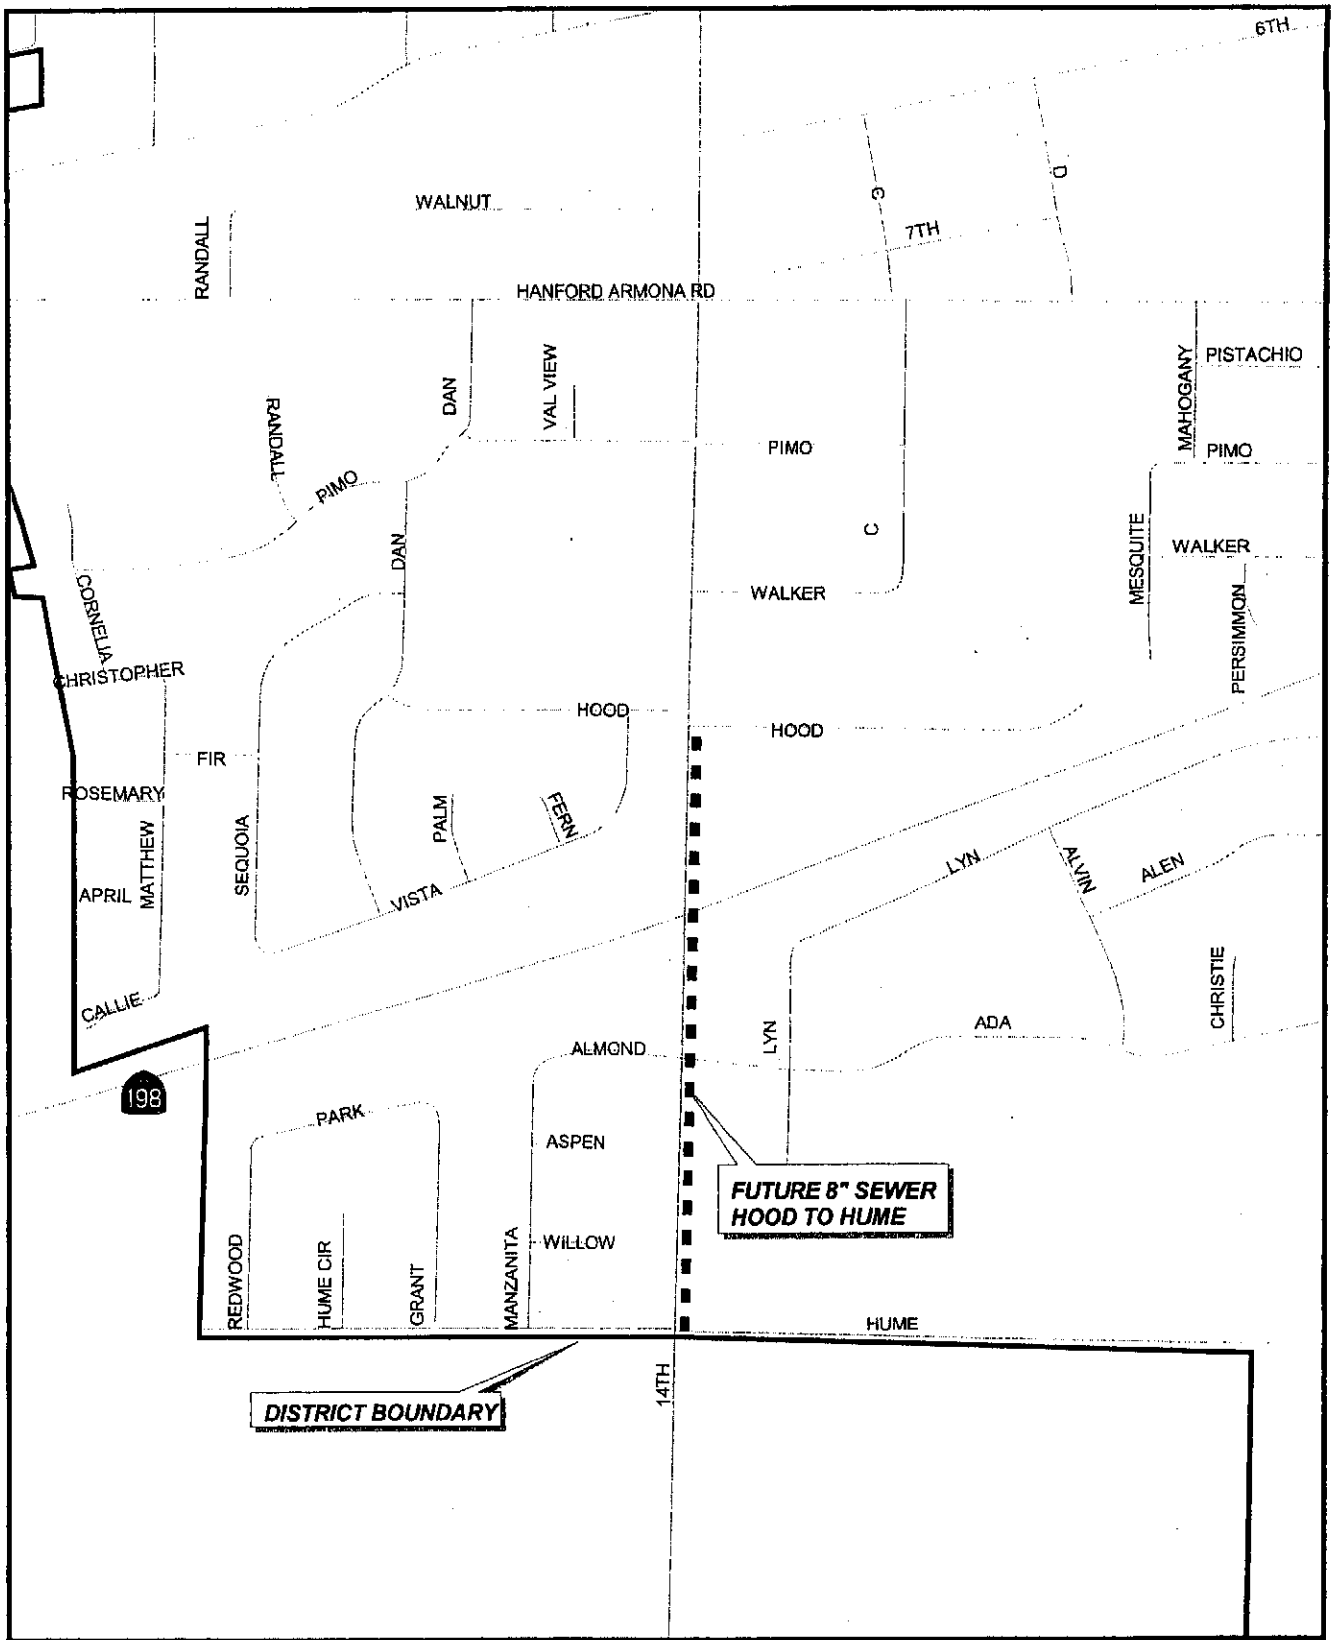 6TH
D
C
WALNUT
7TH
RANDALL
HANFORD ARMONA RD
MAHOGANY
PISTACHIO
VAL VIEW
DAN
RANDALL
PIMO
PIMO
PIMO
C
DAN
MESQUITE
WALKER
CORNELIA
WALKER
PERSIMMON
CHRISTOPHER
HOOD
HOOD
FIR
ROSEMARY
MATTHEW
SEQUOIA
PALM
FERN
LYN
ALVIN
ALEN
APRIL
VISTA
CHRISTIE
CALLIE
LYN
ADA
ALMOND
198
PARK
ASPEN
FUTURE 8" SEWER
HOOD TO HUME
REDWOOD
HUME CIR
GRANT
MANZANITA
WILLOW
HUME
14TH
DISTRICT BOUNDARY